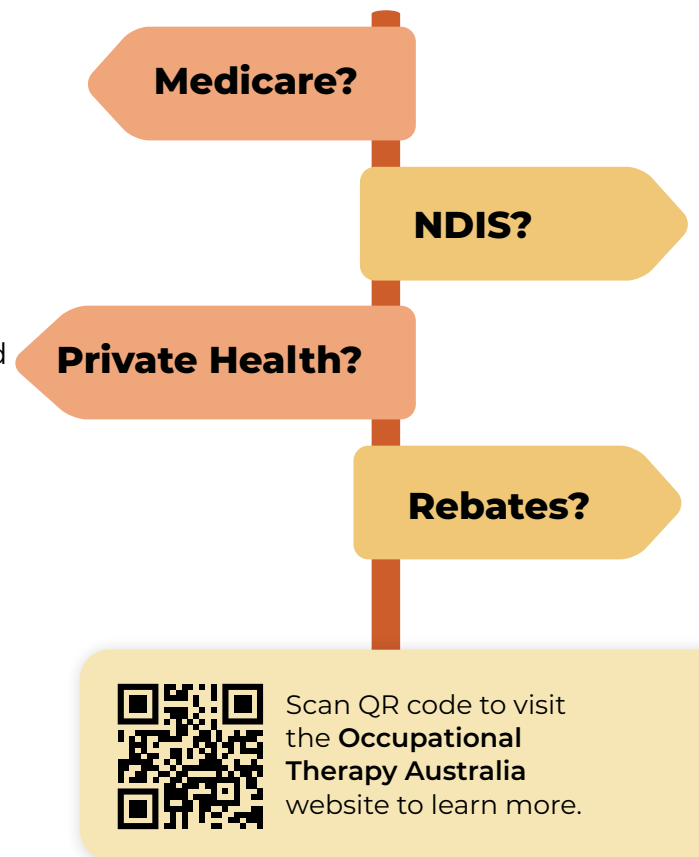 Medicare?
NDIS?
Private Health?
Rebates?
Scan QR code to visit
the Occupational
Therapy Australia
website to learn more.